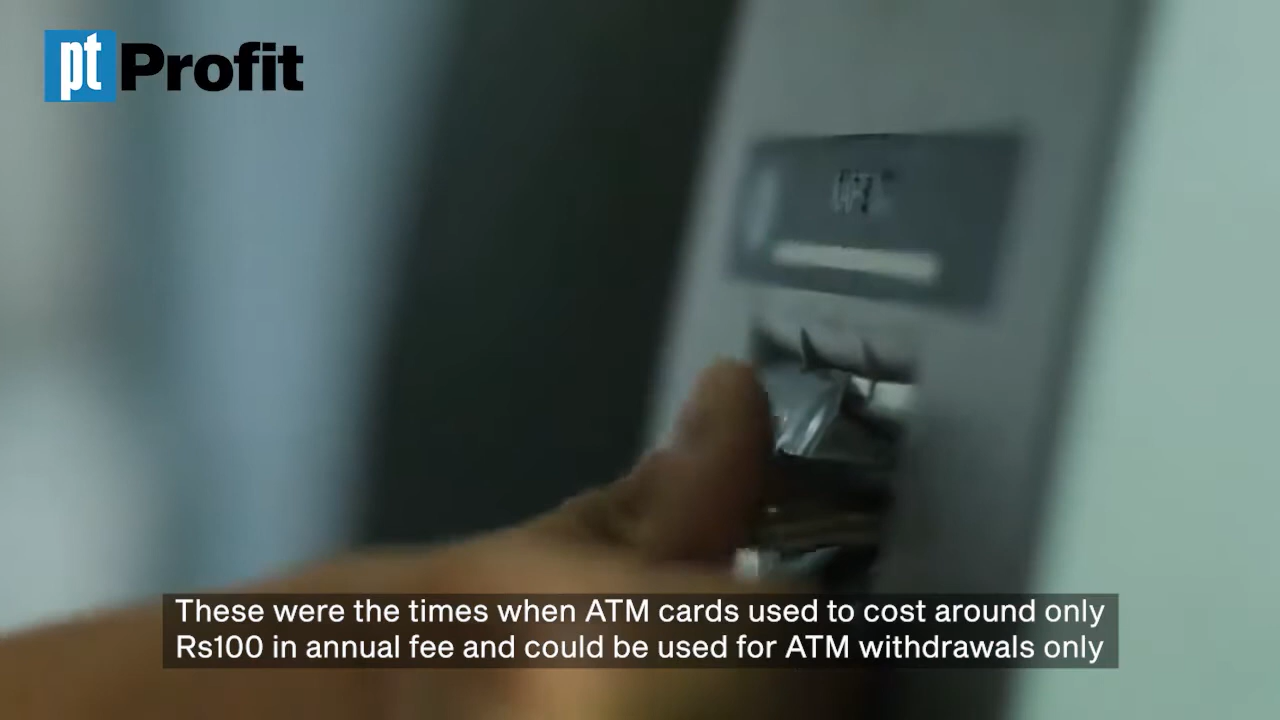 pt Profit
These were the times when ATM cards used to cost around only
Rs100 in annual fee and could be used for ATM withdrawals only